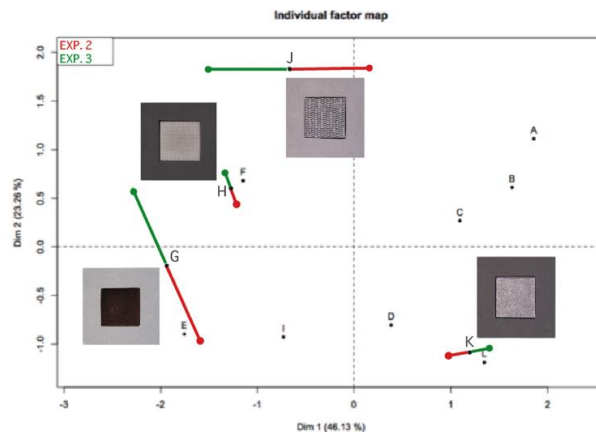 Individual factor map
EXP.2
EXP.3
2.0
1.5
1.0
0.5
0.0
-0.5
-1.0
Dim 2 (23.26 %)
J
A
F
B
H
C
G
E
I
D
K
L
-3
-2
-1
0
1
2
Dim 1 (46.13 %)